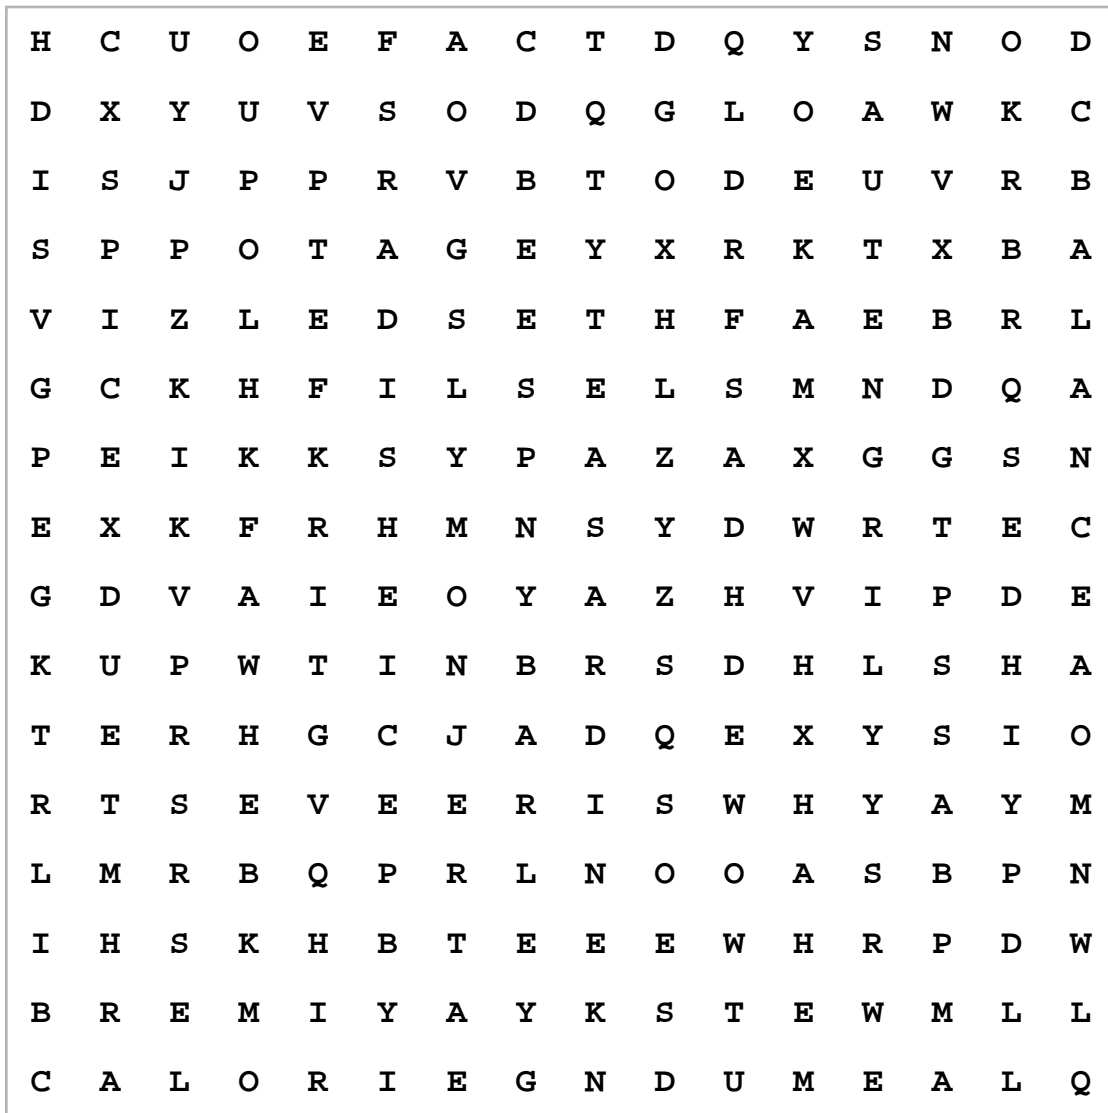 H C U O E F A C T D Q Y S N O D
D X Y U V S O D Q G L O A W K C
I S J P P R V B T O D E U V R B
S P P O T A G E Y X R K T X B A
V I Z L E D S E T H F A E B R L
G C K H F I L S E L S M N D Q A
P E I K K S Y P A Z A X G G S N
E X K F R H M N S Y D W R T E C
G D V A I E O Y A Z H V I P D E
K U P W T I N B R S D H L S H A
T E R H G C J A D Q E X Y S I O
R T S E V E E R I S W H Y A Y M
L M R B Q P R L N O O A S B P N
I H S K H B T E E E W H R P D W
B R E M I Y A Y K S T E W M L L
C A L O R I E G N D U M E A L Q